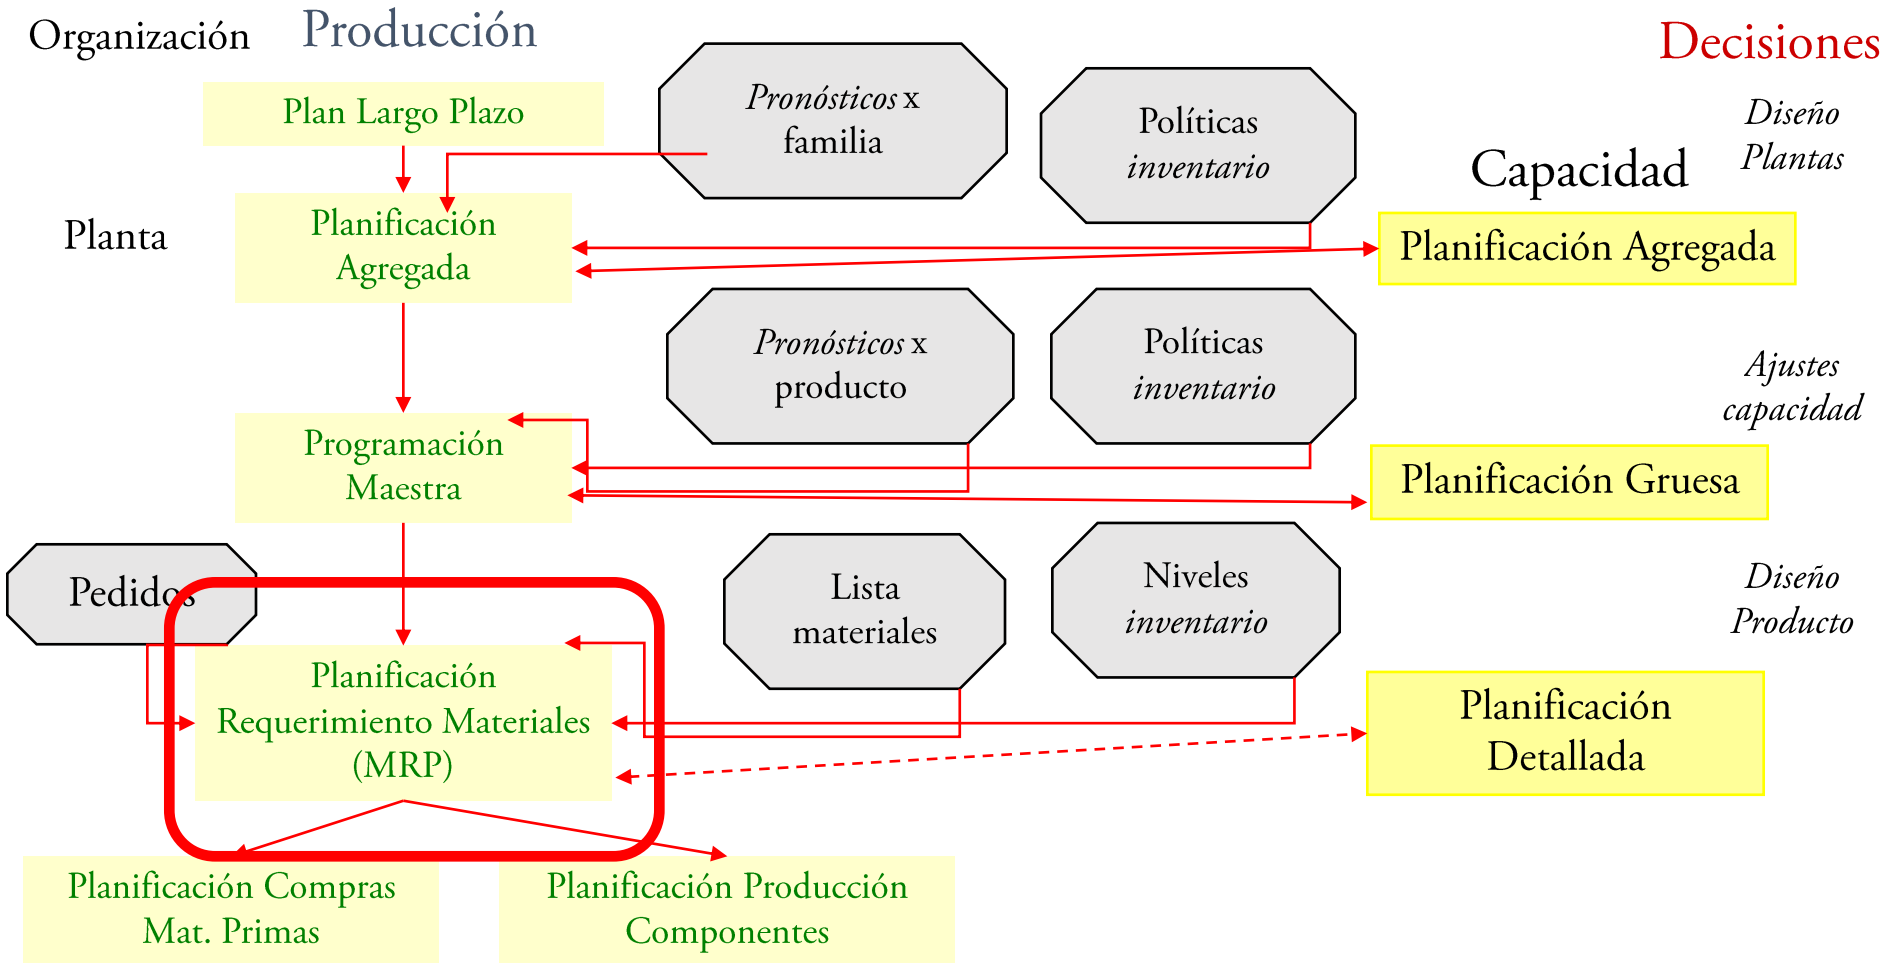 Organización
Producción
Decisiones
Plan Largo Plazo
Pronósticos x
familia
Políticas
inventario
Diseño
Plantas
Capacidad
Planta
Planificación
Agregada
Planificación Agregada
Pronósticos x
producto
Políticas
inventario
Ajustes
capacidad
Programación
Maestra
Planificación Gruesa
Pedidos
Lista
materiales
Niveles
inventario
Diseño
Producto
Planificación
Requerimiento Materiales
(MRP)
Planificación
Detallada
Planificación Compras
Mat. Primas
Planificación Producción
Componentes